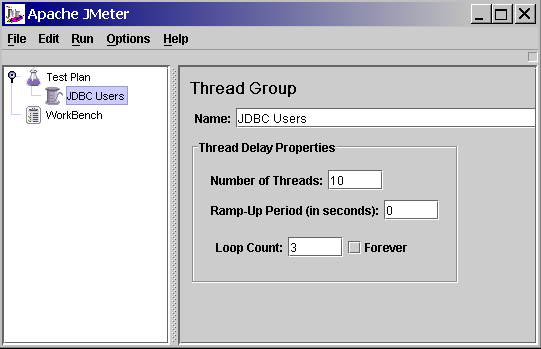 Apache JMeter
File Edit Run Options Help
Test Plan
JDBC Users
WorkBench
Thread Group
Name: JDBC Users
Thread Delay Properties
Number of Threads: 10
Ramp-Up Period (in seconds): 0
Loop Count: 3 Forever